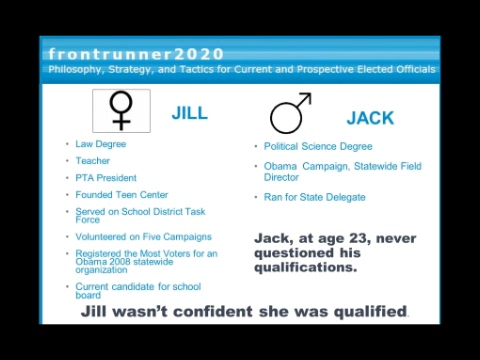 frontrunner2020
Philosophy, Strategy, and Tactics for Current and Prospective Elected Officials
JILL
• Law Degree
• Teacher
• PTA President
• Founded Teen Center
• Served on School District Task
Force
• Volunteered on Five Campaigns
• Registered the Most Voters for an
Obama 2008 statewide
organization
• Current candidate for school
board
JACK
• Political Science Degree
• Obama Campaign, Statewide Field
Director
• Ran for State Delegate
Jack, at age 23, never
questioned his
qualifications.
Jill wasn't confident she was qualified.